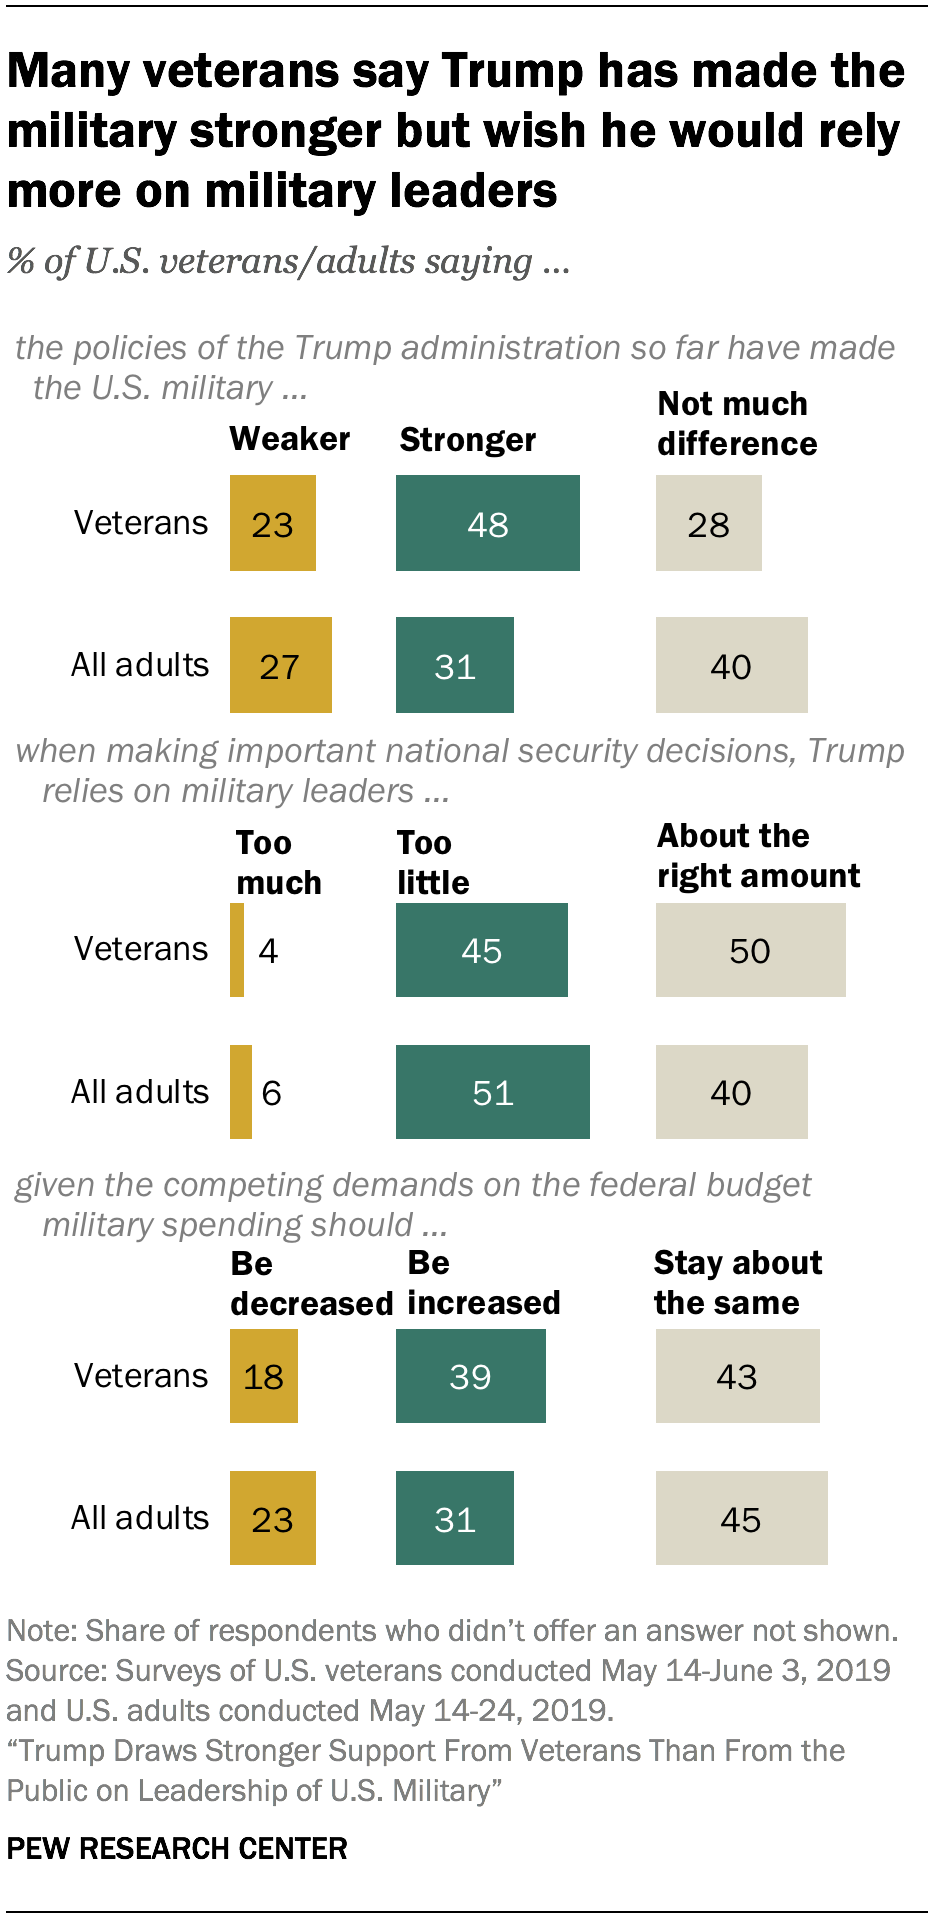 Many veterans say Trump has made the
military stronger but wish he would rely
more on military leaders
% of U.S. veterans/adults saying ...
the policies of the Trump administration so far have made
the U.S. military ...
Weaker Stronger Not much difference
Veterans 23 48 28
All adults 27 31 40
when making important national security decisions, Trump
relies on military leaders ...
Too much Too little About the right amount
Veterans 4 45 50
All adults 6 51 40
given the competing demands on the federal budget
military spending should ...
Be decreased Be increased Stay about the same
Veterans 18 39 43
All adults 23 31 45
Note: Share of respondents who didn’t offer an answer not shown.
Source: Surveys of U.S. veterans conducted May 14-June 3, 2019
and U.S. adults conducted May 14-24, 2019.
“Trump Draws Stronger Support From Veterans Than From the
Public on Leadership of U.S. Military”
PEW RESEARCH CENTER